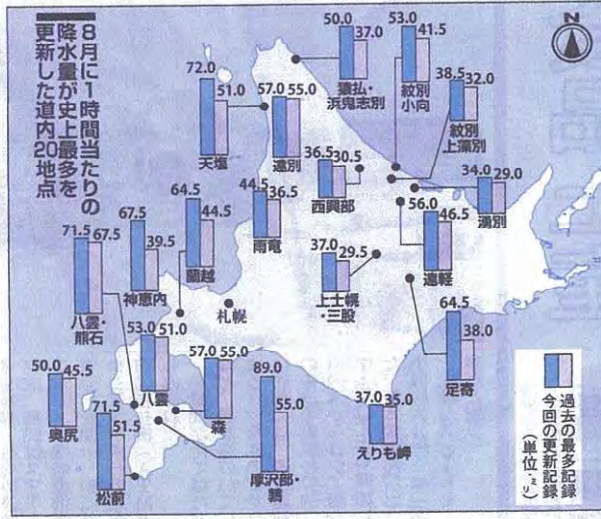 8月に1時間当たりの
降水量が史上最多を
更新した道内20地点
N
50.0 37.0
猿払・
浜鬼志別
53.0 41.5
紋別
小向
38.5 32.0
紋別
上藻別
72.0 51.0
天塩
57.0 55.0
遠別
36.5 30.5
西興部
34.0 29.0
湧別
64.5 44.5
蘭越
44.5 36.5
雨竜
56.0 46.5
遠軽
71.5 67.5
八雲・
熊石
67.5 39.5
神恵内
37.0 29.5
上士幌
・三股
札幌
64.5 38.0
足寄
53.0 51.0
八雲
57.0 55.0
森
89.0 55.0
厚沢部・
鶉
50.0 45.5
奥尻
71.5 51.5
松前
37.0 35.0
えりも岬
過去の最多記録
今回の更新記録
(単位・㍉)